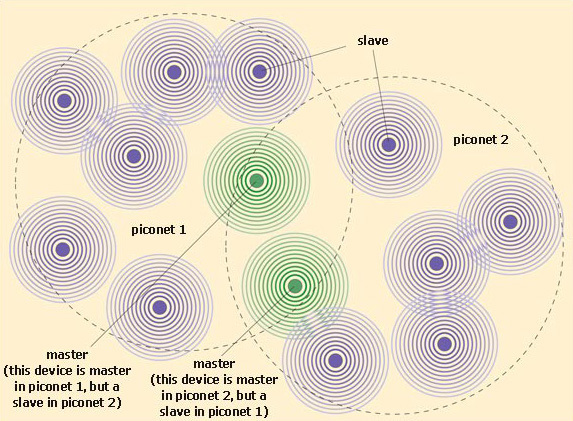 slave
piconet 2
piconet 1
master
(this device is master
in piconet 1, but a
slave in piconet 2)
master
(this device is master
in piconet 2, but a
slave in piconet 1)